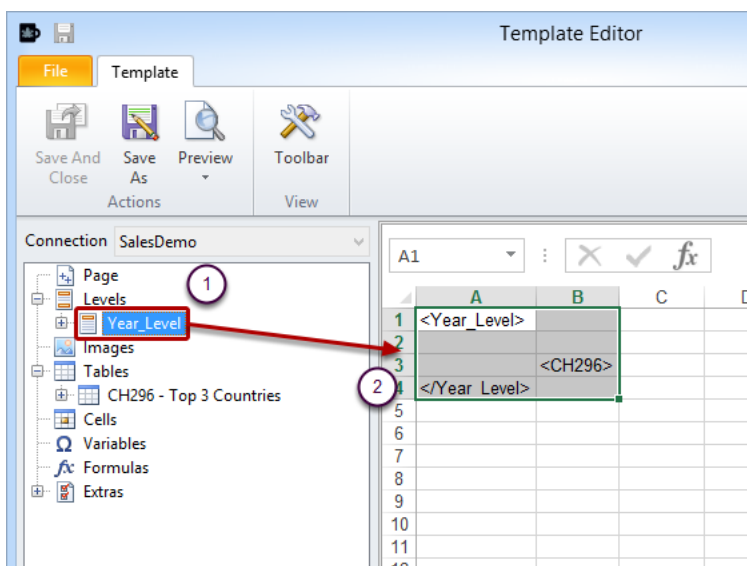 Template Editor
File Template
Save And Close
Save As
Preview
Toolbar
Actions
View
Connection SalesDemo
Page
1
Levels
Year_Level
Images
Tables
CH296 - Top 3 Countries
Cells
Ω Variables
fx Formulas
Extras
A1
fx
A B C
1 <Year_Level>
2
3 <CH296>
2
4 </Year_Level>
5
6
7
8
9
10
11